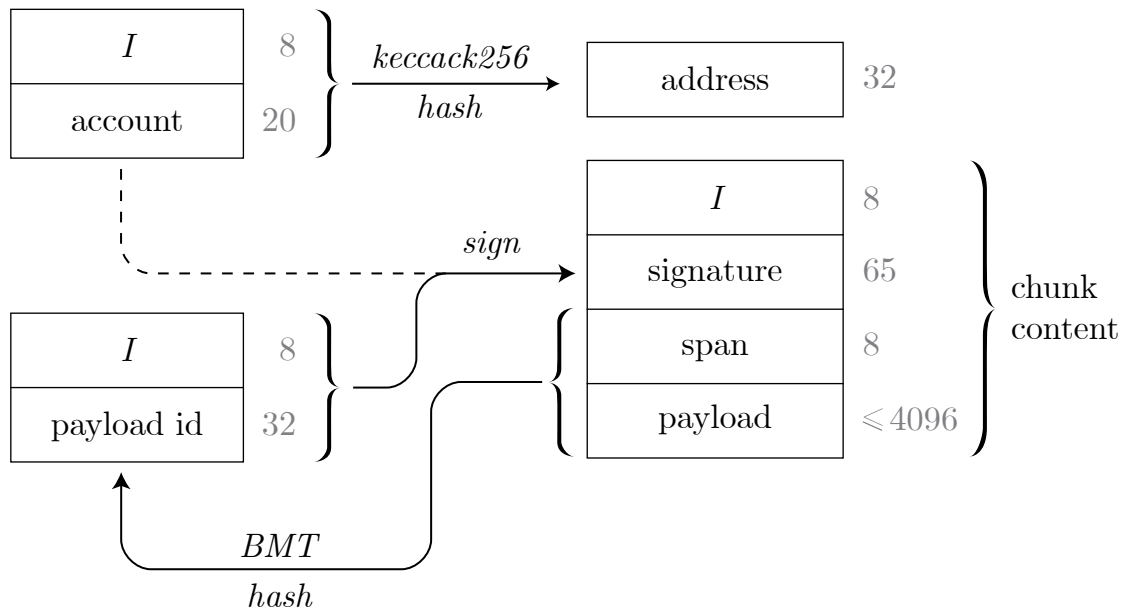 I 8
account 20
keccack256
hash
address 32
I 8
signature 65
span 8
payload ⩽4096
chunk
content
sign
I 8
payload id 32
BMT
hash